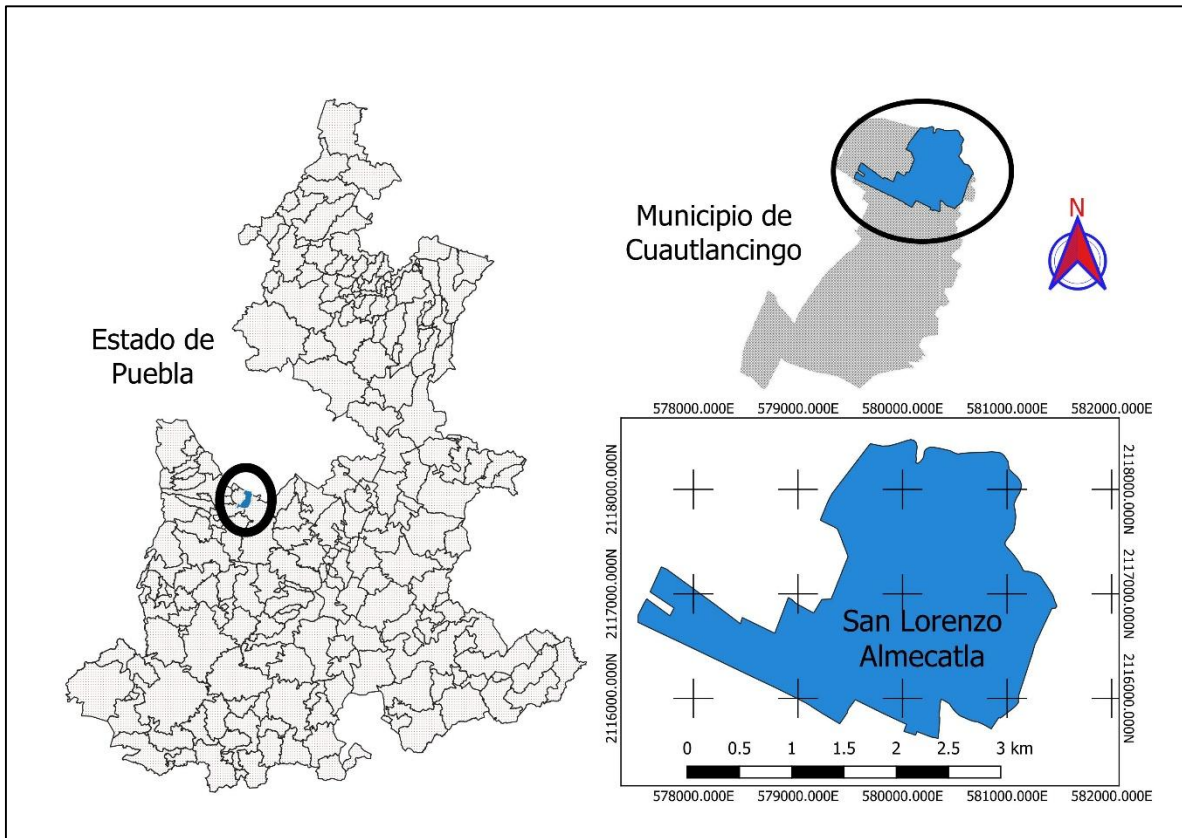 Estado de
Puebla
Municipio de
Cuautlancingo
N
578000.000E 579000.000E 580000.000E 581000.000E 582000.000E
2118000.000N
2117000.000N
2116000.000N
2118000.000N
2117000.000N
2116000.000N
San Lorenzo
Almecatla
0 0.5 1 1.5 2 2.5 3 km
578000.000E 579000.000E 580000.000E 581000.000E 582000.000E